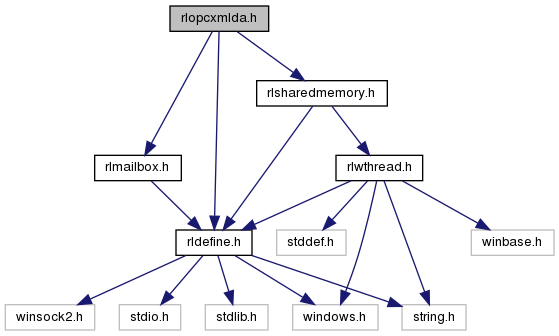 rlopcxmlda.h
rlsharedmemory.h
rlmailbox.h
rlwthread.h
rldefine.h
stddef.h
winbase.h
winsock2.h
stdio.h
stdlib.h
windows.h
string.h